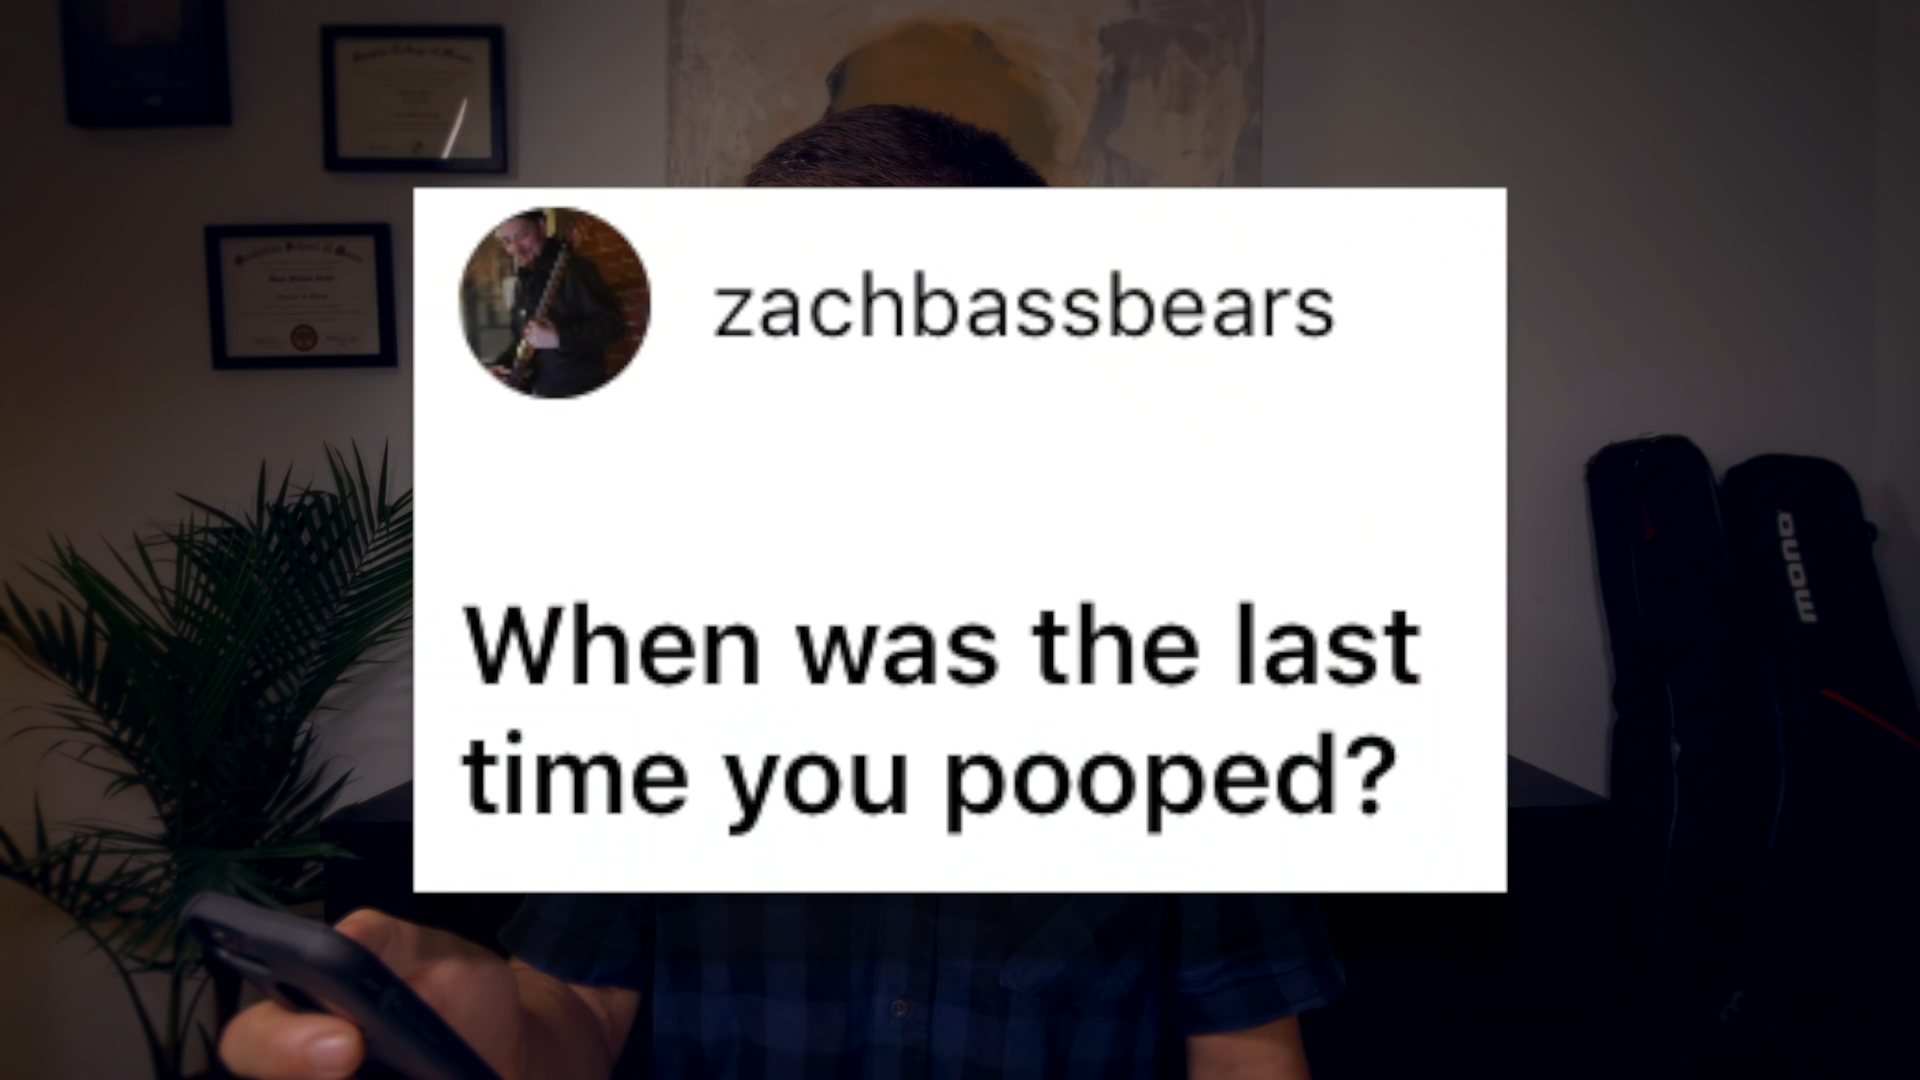 zachbassbears
When was the last
time you pooped?
mono